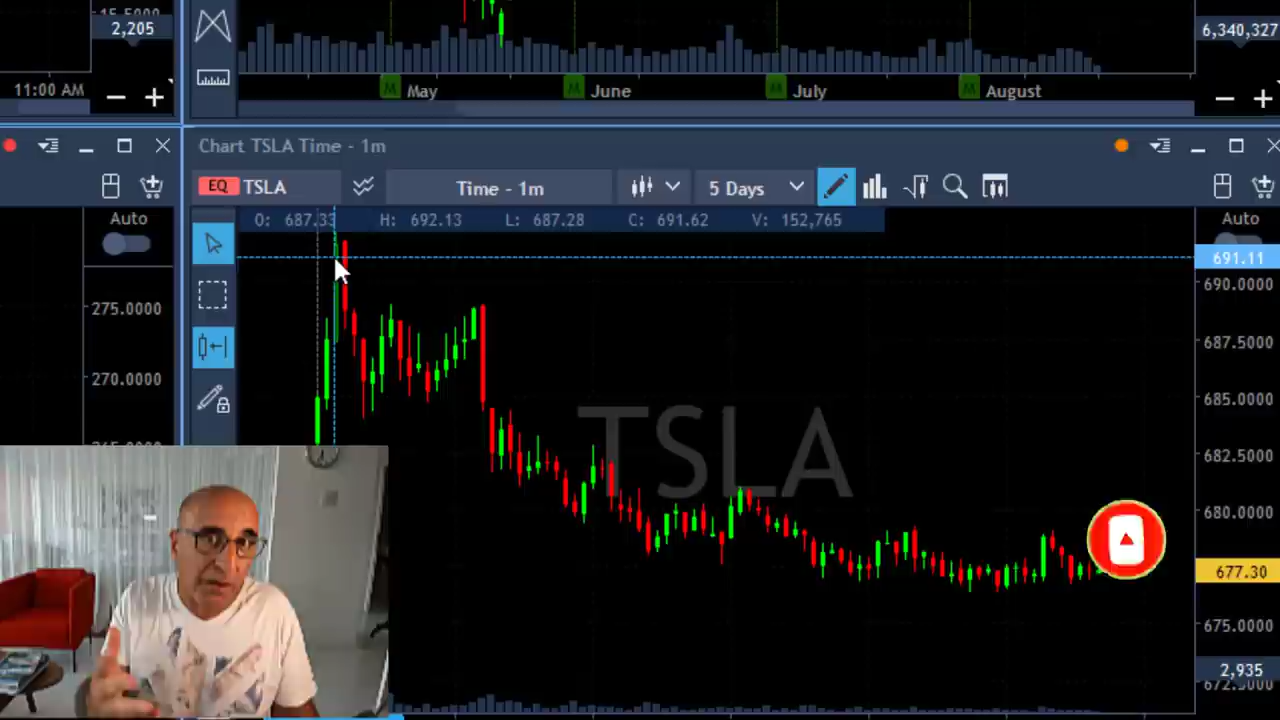 15.5000
2,205
11:00 AM
6,340,327
M May M June M July M August
Chart TSLA Time - 1m
EQ TSLA Time - 1m 5 Days
Auto
O: 687.33 H: 692.13 L: 687.28 C: 691.62 V: 152,765
Auto
691.11
690.0000
275.0000
687.5000
270.0000
685.0000
TSLA
682.5000
680.0000
677.30
675.0000
2,935